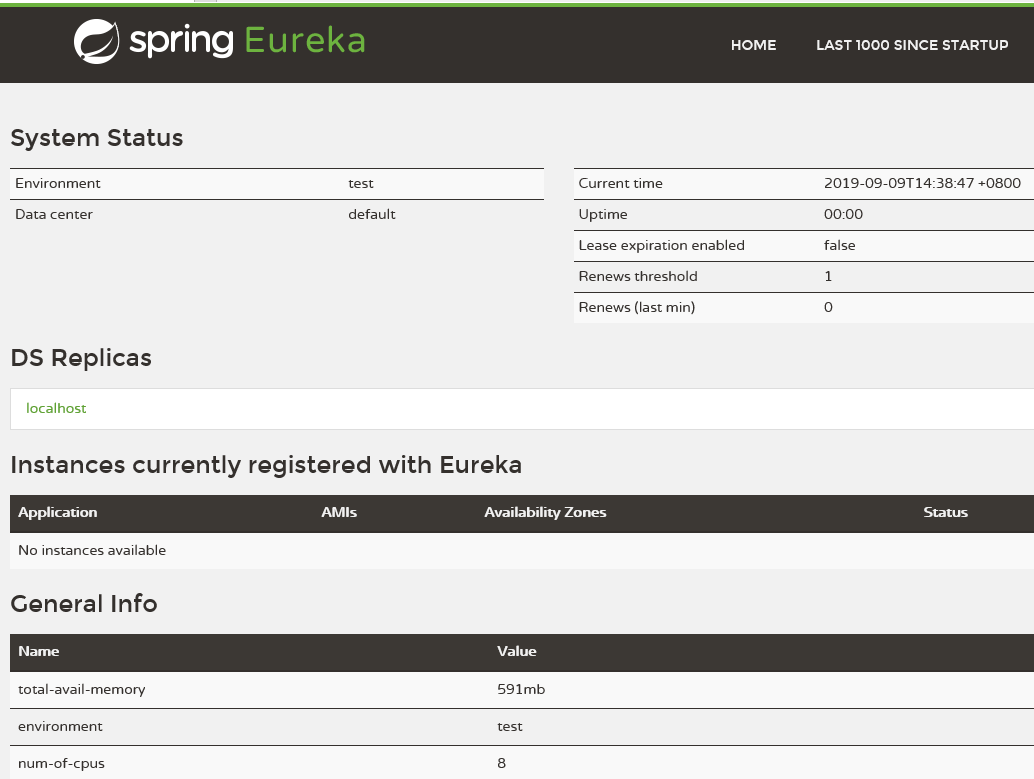 spring Eureka
HOME LAST 1000 SINCE STARTUP
System Status
Environment test
Data center default
Current time 2019-09-09T14:38:47 +0800
Uptime 00:00
Lease expiration enabled false
Renews threshold 1
Renews (last min) 0
DS Replicas
localhost
Instances currently registered with Eureka
Application AMIs Availability Zones Status
No instances available
General Info
Name Value
total-avail-memory 591mb
environment test
num-of-cpus 8